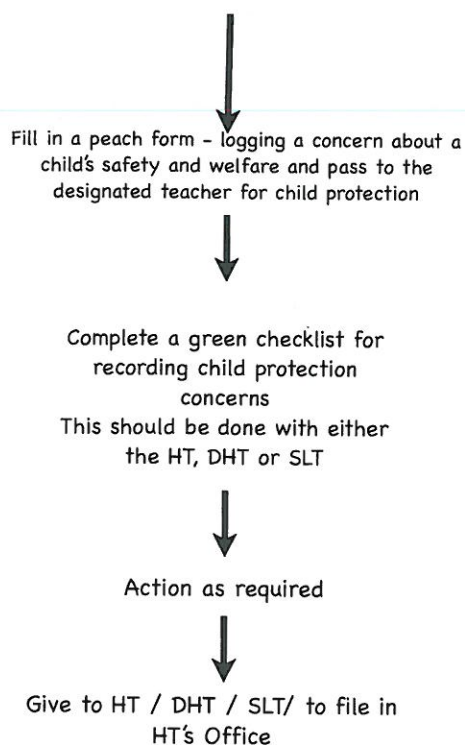 Fill in a peach form – logging a concern about a
child's safety and welfare and pass to the
designated teacher for child protection
Complete a green checklist for
recording child protection
concerns
This should be done with either
the HT, DHT or SLT
Action as required
Give to HT / DHT / SLT/ to file in
HT's Office